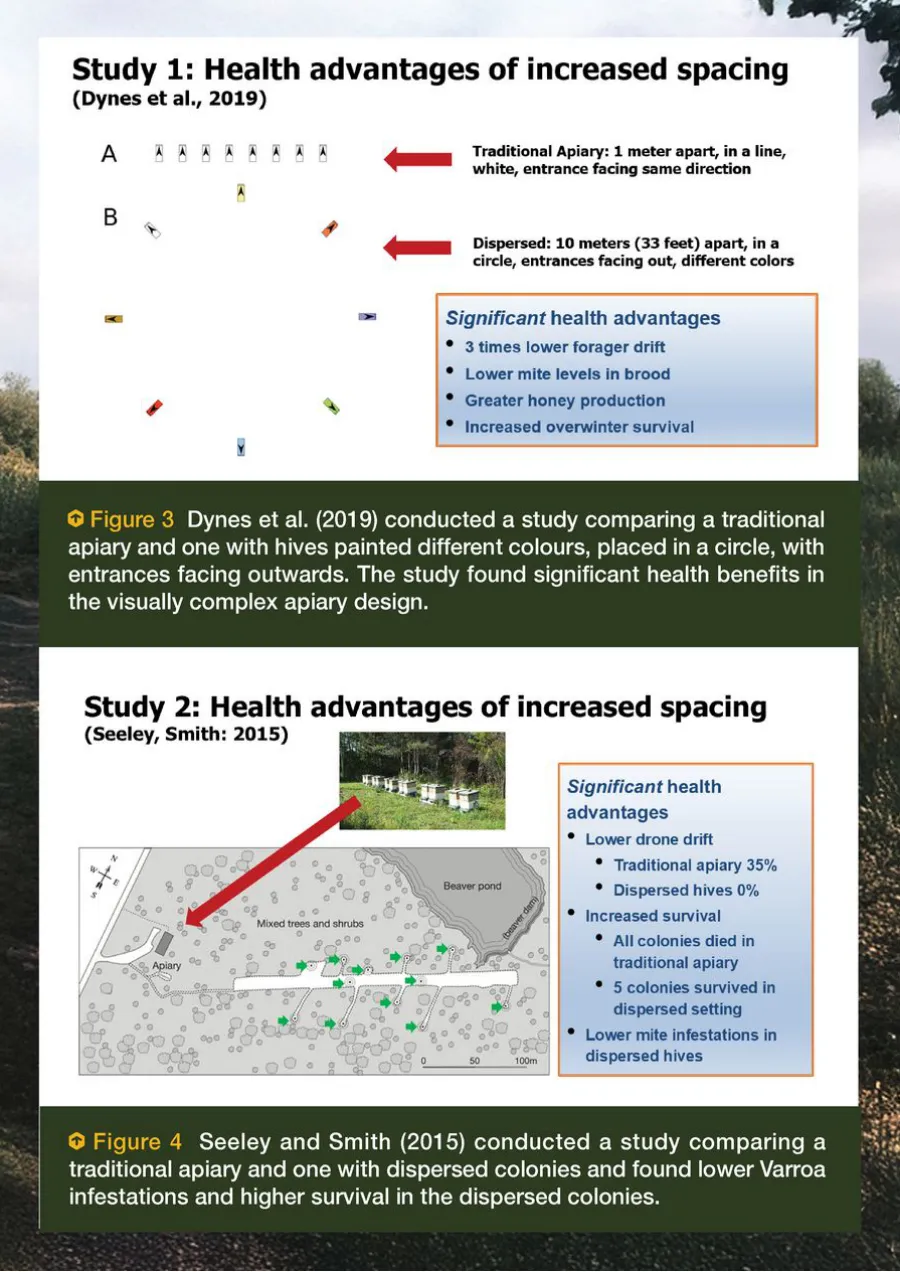 Study 1: Health advantages of increased spacing
(Dynes et al., 2019)
A
Traditional Apiary: 1 meter apart, in a line,
white, entrance facing same direction
B
Dispersed: 10 meters (33 feet) apart, in a
circle, entrances facing out, different colors
Significant health advantages
• 3 times lower forager drift
• Lower mite levels in brood
• Greater honey production
• Increased overwinter survival
Figure 3 Dynes et al. (2019) conducted a study comparing a traditional
apiary and one with hives painted different colours, placed in a circle, with
entrances facing outwards. The study found significant health benefits in
the visually complex apiary design.
Study 2: Health advantages of increased spacing
(Seeley, Smith: 2015)
N
W
E
S
Beaver pond
(beaver dam)
Mixed trees and shrubs
Apiary
0 50 100m
Significant health
advantages
• Lower drone drift
• Traditional apiary 35%
• Dispersed hives 0%
• Increased survival
• All colonies died in
traditional apiary
• 5 colonies survived in
dispersed setting
• Lower mite infestations in
dispersed hives
Figure 4 Seeley and Smith (2015) conducted a study comparing a
traditional apiary and one with dispersed colonies and found lower Varroa
infestations and higher survival in the dispersed colonies.